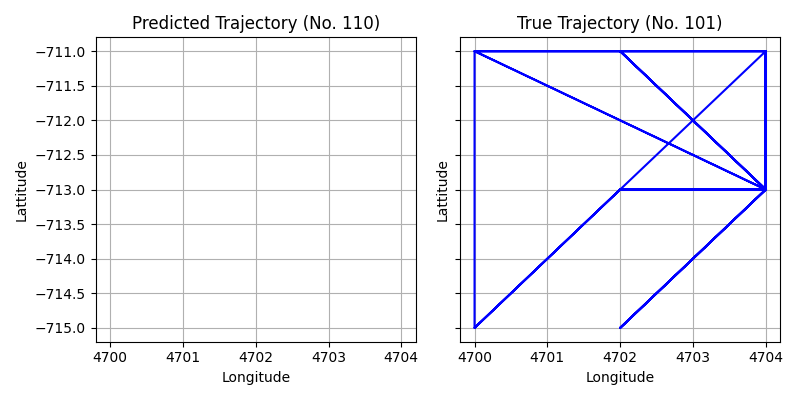 Predicted Trajectory (No. 110)
True Trajectory (No. 101)
Lattitude
−711.0
−711.5
−712.0
−712.5
−713.0
−713.5
−714.0
−714.5
−715.0
4700 4701 4702 4703 4704
Longitude
Lattitude
4700 4701 4702 4703 4704
Longitude